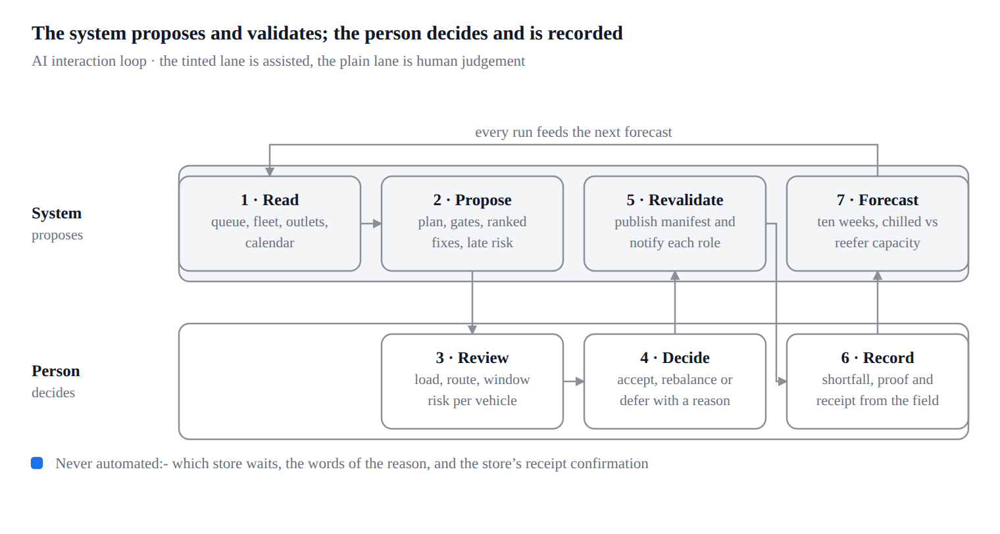 The system proposes and validates; the person decides and is recorded
AI interaction loop · the tinted lane is assisted, the plain lane is human judgement
every run feeds the next forecast
System
proposes
1 · Read
queue, fleet, outlets,
calendar
2 · Propose
plan, gates, ranked
fixes, late risk
5 · Revalidate
publish manifest and
notify each role
7 · Forecast
ten weeks, chilled vs
reefer capacity
Person
decides
3 · Review
load, route, window
risk per vehicle
4 · Decide
accept, rebalance or
defer with a reason
6 · Record
shortfall, proof and
receipt from the field
Never automated:- which store waits, the words of the reason, and the store’s receipt confirmation